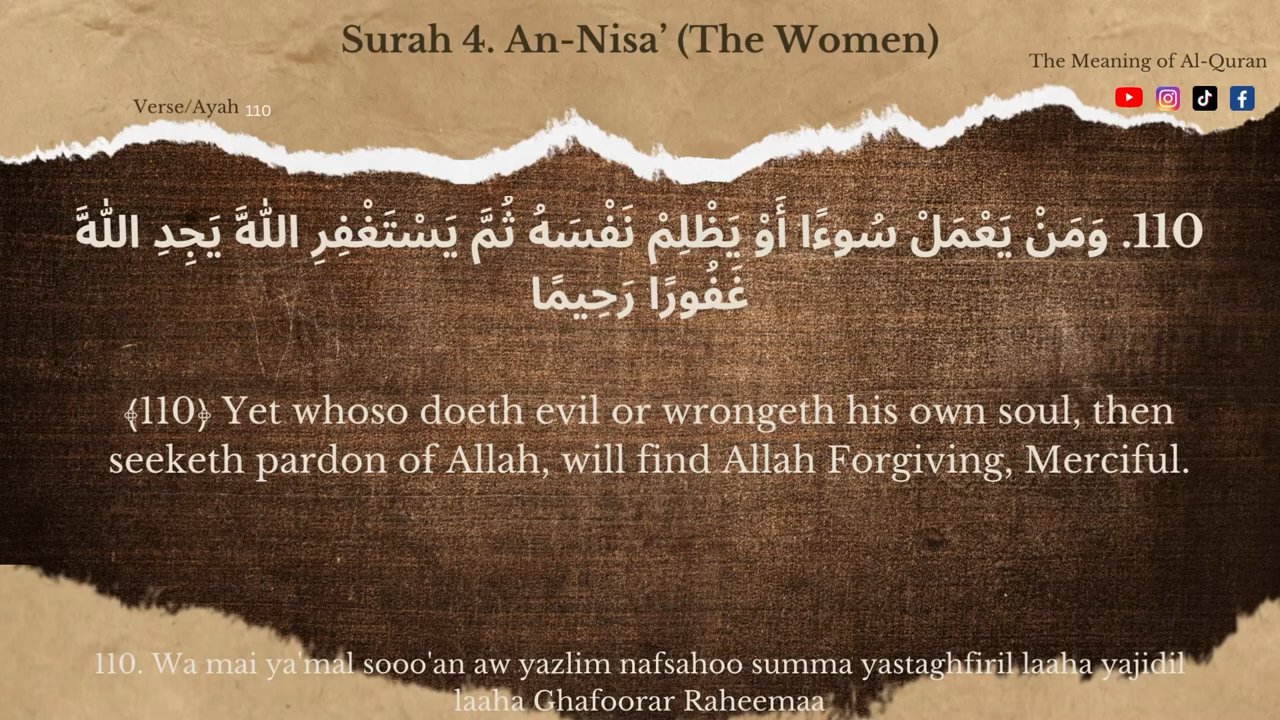 Surah 4. An-Nisa’ (The Women)
The Meaning of Al-Quran
Verse/Ayah 110
110. وَمَنْ يَعْمَلْ سُوءًا أَوْ يَظْلِمْ نَفْسَهُ ثُمَّ يَسْتَغْفِرِ اللَّهَ يَجِدِ اللَّهَ
غَفُورًا رَحِيمًا
﴾110﴿ Yet whoso doeth evil or wrongeth his own soul, then
seeketh pardon of Allah, will find Allah Forgiving, Merciful.
110. Wa mai ya'mal sooo'an aw yazlim nafsahoo summa yastaghfiril laaha yajidil
laaha Ghafoorar Raheemaa